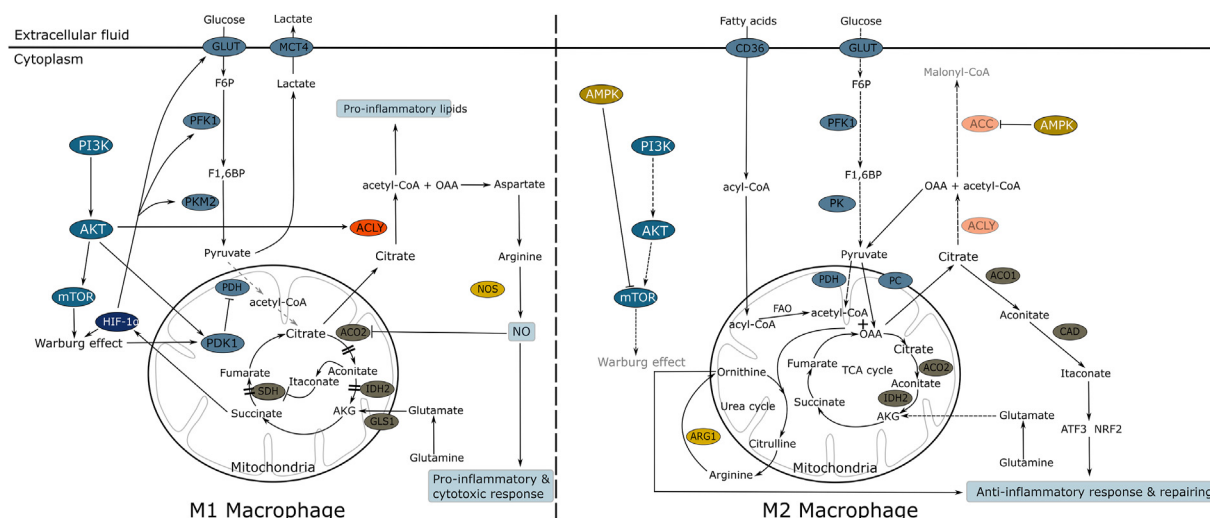 Extracellular fluid
Cytoplasm
Glucose
Lactate
GLUT
MCT4
F6P
Lactate
PFK1
Pro-inflammatory lipids
PI3K
F1,6BP
PKM2
acetyl-CoA + OAA
Aspartate
AKT
ACLY
Pyruvate
Citrate
Arginine
PDH
acetyl-CoA
NOS
mTOR
HIF-1α
Citrate
ACO2
NO
Warburg effect
PDK1
Fumarate
Aconitate
Itaconate
SDH
IDH2
Succinate
AKG
GLS1
Glutamate
Glutamine
Mitochondria
Pro-inflammatory &
cytotoxic response
M1 Macrophage
Fatty acids
Glucose
CD36
GLUT
F6P
Malonyl-CoA
AMPK
PFK1
ACC
AMPK
PI3K
F1,6BP
acyl-CoA
OAA + acetyl-CoA
PK
AKT
ACLY
Pyruvate
Citrate
PDH
PC
ACO1
mTOR
FAO
acetyl-CoA
acyl-CoA
+
OAA
Aconitate
CAD
Citrate
Warburg effect
Ornithine
Fumarate
TCA cycle
ACO2
Aconitate
Itaconate
IDH2
Urea cycle
Succinate
AKG
Glutamate
ATF3 NRF2
ARG1
Citrulline
Arginine
Mitochondria
Glutamine
Anti-inflammatory response & repairing
M2 Macrophage